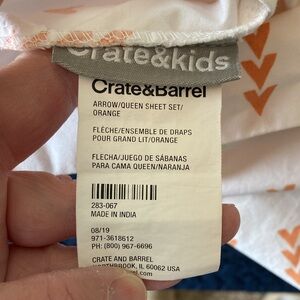 Crate&kids
Crate&Barrel
ARROW/QUEEN SHEET SET/
ORANGE
FLÈCHE/ENSEMBLE DE DRAPS
POUR GRAND LIT/ORANGE
FLECHA/JUEGO DE SÁBANAS
PARA CAMA QUEEN/NARANJA
283-067
MADE IN INDIA
08/19
971-3618612
PH: (800) 967-6696
CRATE AND BARREL
NORTHBROOK, IL 60062 USA